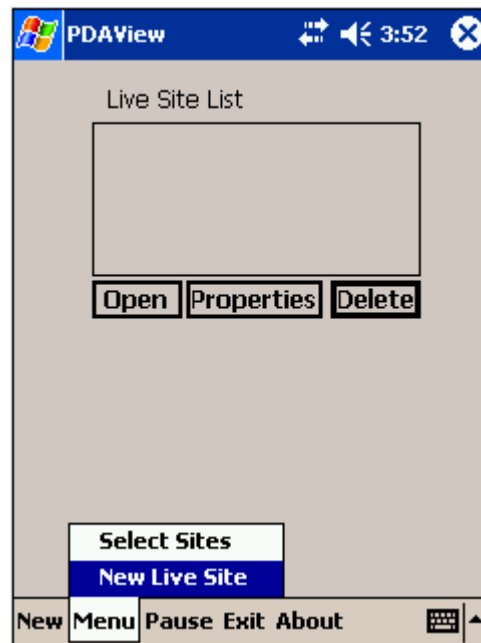 PDAView 3:52
Live Site List
Open Properties Delete
Select Sites
New Live Site
New Menu Pause Exit About